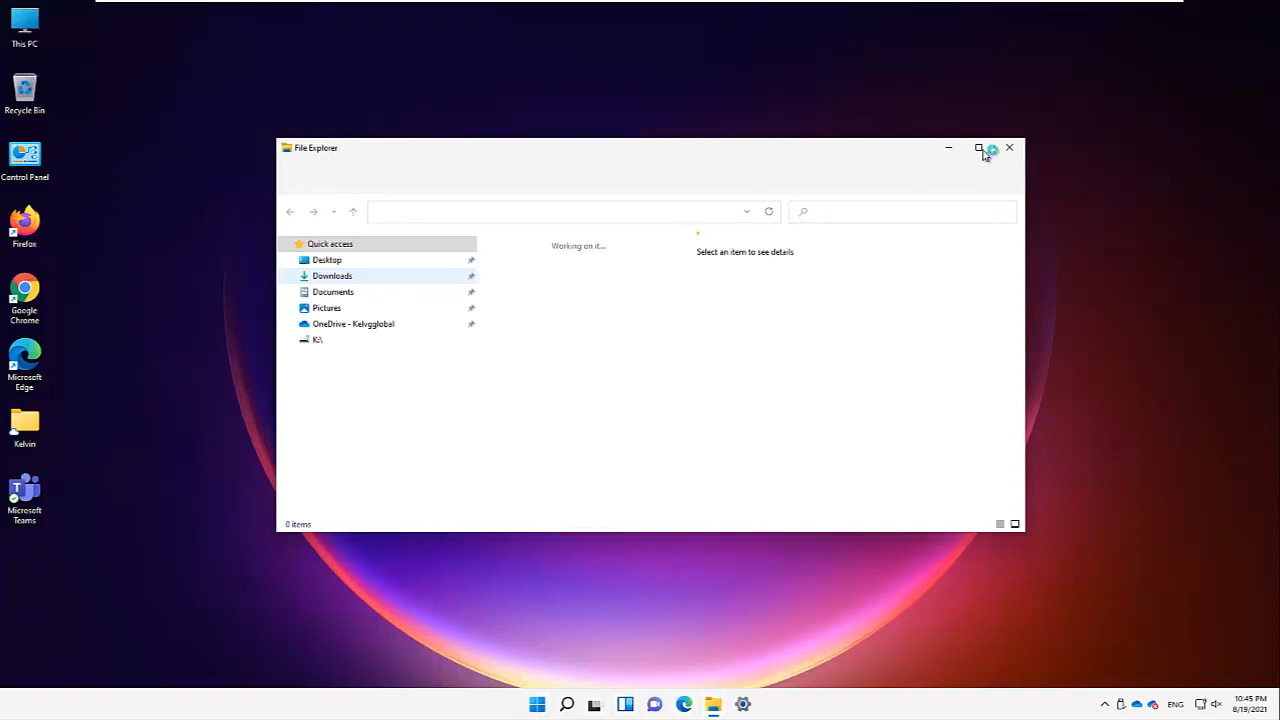 This PC
Recycle Bin
Control Panel
Firefox
Google
Chrome
Microsoft
Edge
Kelvin
Microsoft
Teams
File Explorer
Quick access
Desktop
Downloads
Documents
Pictures
OneDrive - Kelvgglobal
K:\
Working on it...
Select an item to see details
0 items
ENG
10:45 PM
8/19/2021